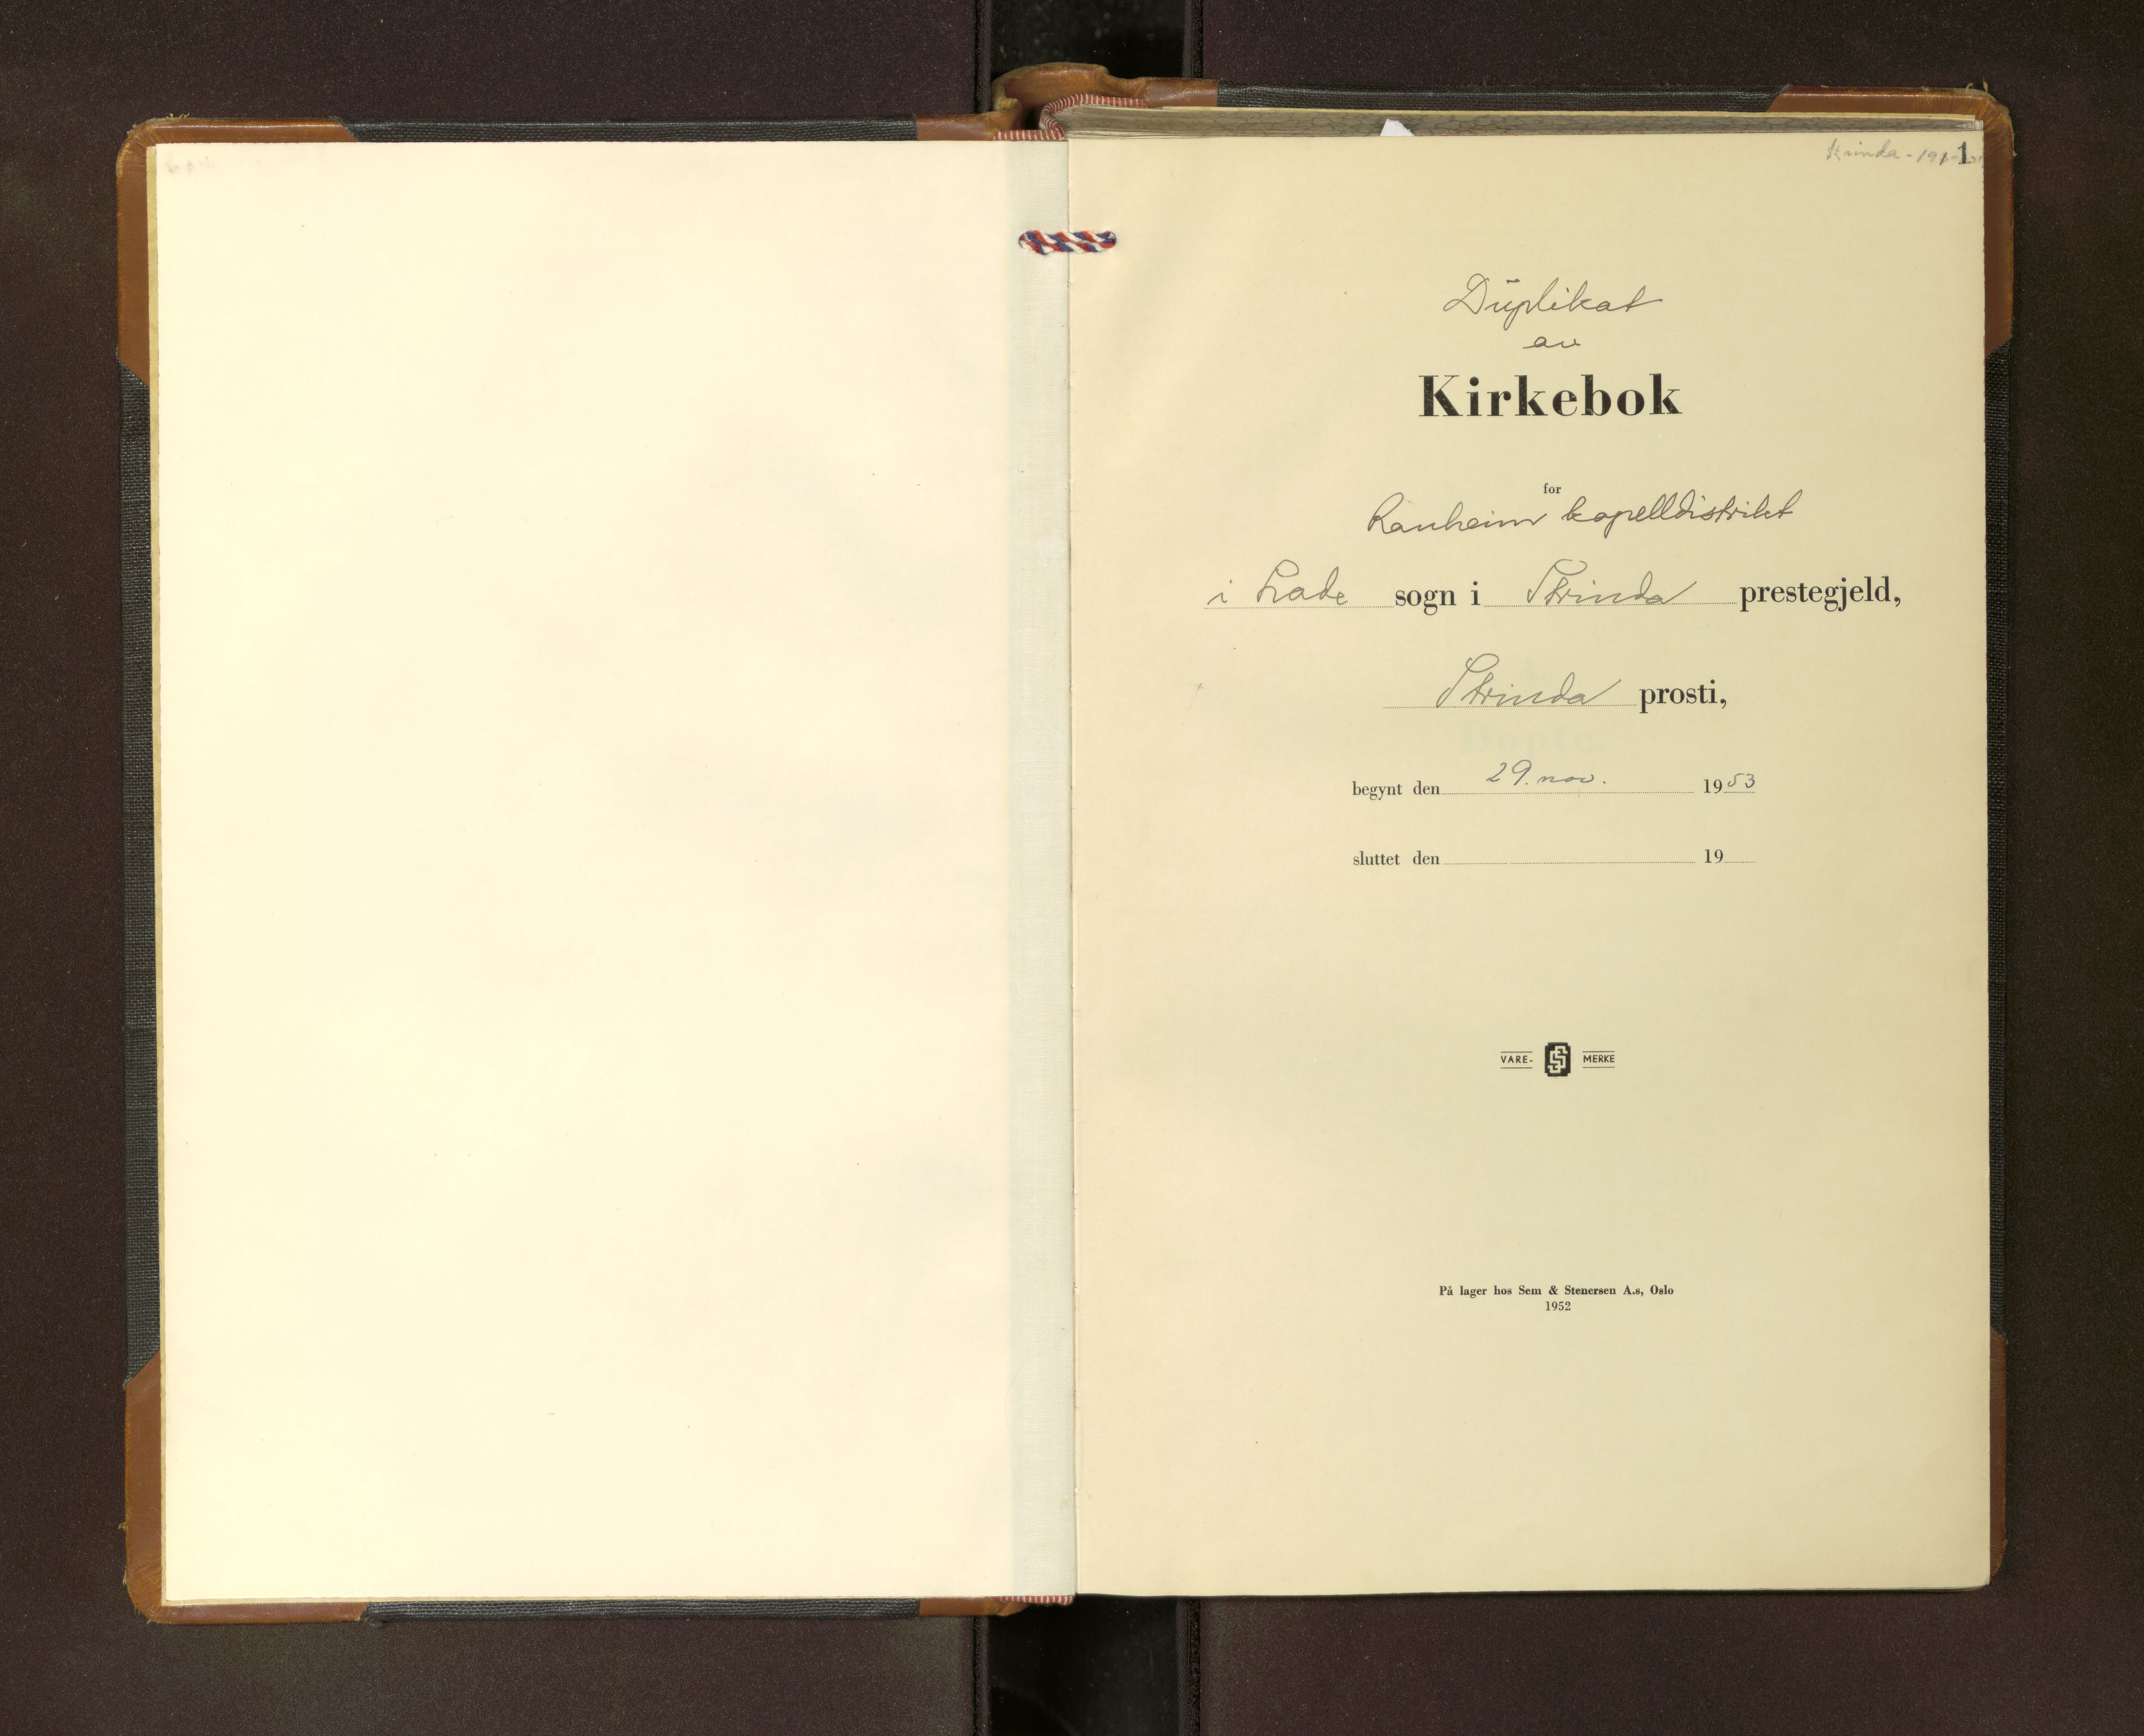 Strinda - 1
Duplikat
av
Kirkebok
for
Ranheim kapelldistrikt
i Lade sogn i Strinda prestegjeld,
Strinda prosti,
begynt den 29. nov. 1953
sluttet den 19
VARE- SS MERKE
På lager hos Sem & Stenersen A.s, Oslo
1952